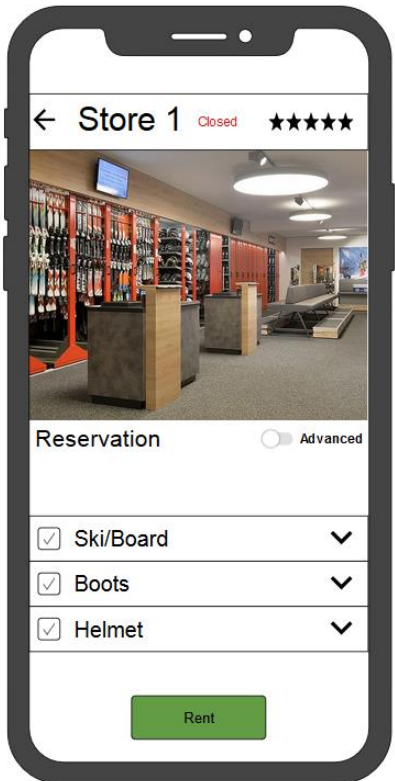 Store 1 Closed
Reservation Advanced
Ski/Board
Boots
Helmet
Rent